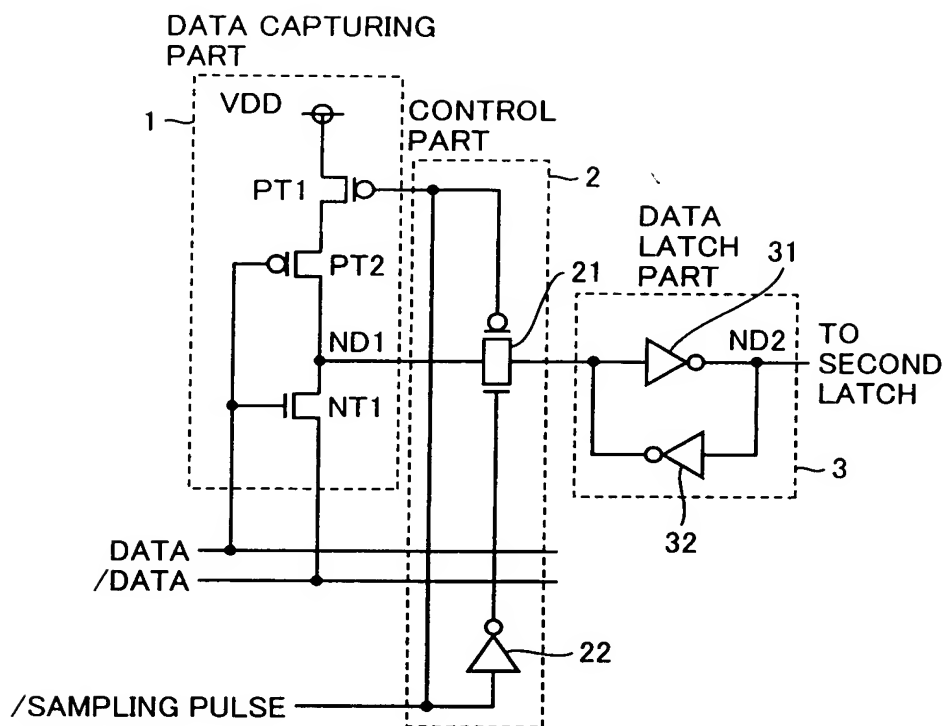 DATA CAPTURING
PART
1
VDD
CONTROL
PART
2
PT1
DATA
LATCH
PART
31
PT2
21
ND1
ND2
TO
SECOND
LATCH
NT1
3
32
DATA
/DATA
22
/SAMPLING PULSE